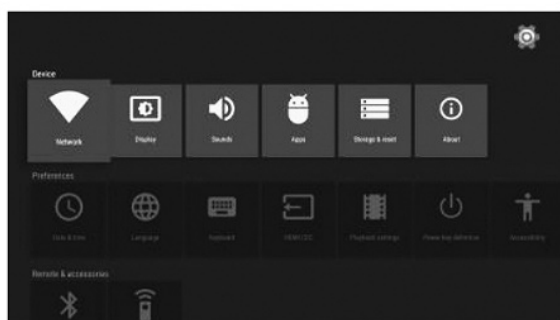 Device
Network
Display
Sounds
Apps
Storage & reset
About
Preferences
Date & time
Language
Keyboard
HDMI CEC
Playback settings
Power key definition
Accessibility
Remote & accessories